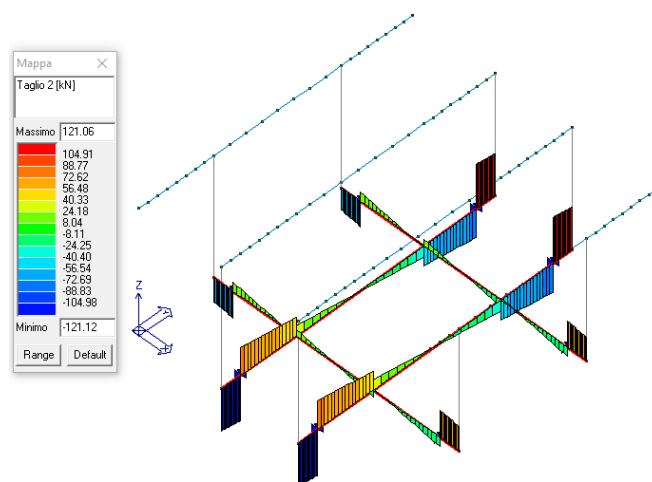 Mappa
Taglio 2 [kN]
Massimo 121.06
104.91
88.77
72.62
56.48
40.33
24.18
8.04
-8.11
-24.25
-40.40
-56.54
-72.69
-88.83
-104.98
Minimo -121.12
Range Default
Z